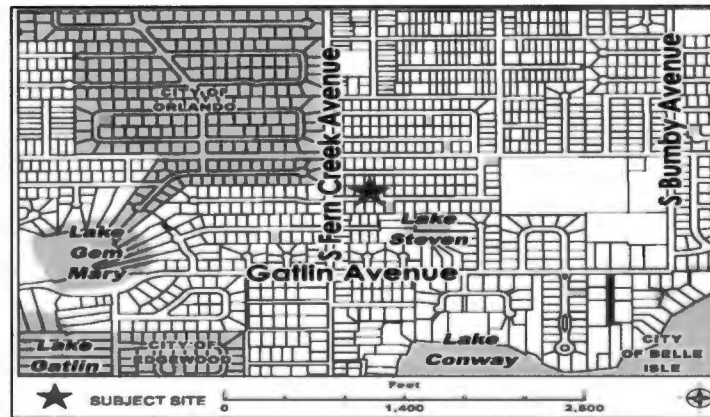 CITY OF
ORLANDO
S-Fern Creek-Avenue
S-Bumby-Avenue
Lake
Gem
Mary
Lake
Steven
Gatlin Avenue
Lake
Gatlin
CITY OF
EDGEWOOD
Lake
Conway
CITY
OF BELLE
ISLE
SUBJECT SITE
Feet
0
1,400
2,800